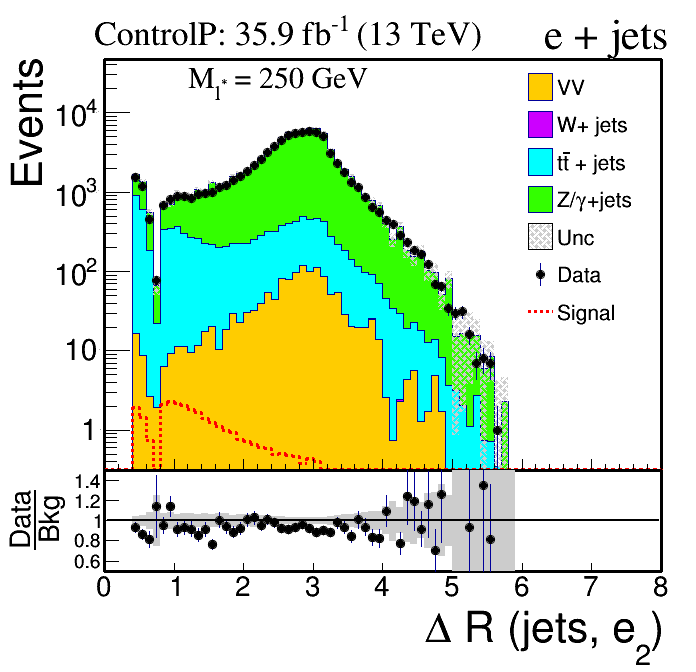 ControlP: 35.9 fb⁻¹ (13 TeV) e + jets
M_l* = 250 GeV
Events
10⁴
10³
10²
10
1
VV
W+ jets
tt̄ + jets
Z/γ+jets
Unc
Data
Signal
Data
Bkg
1.4
1.2
1
0.8
0.6
0 1 2 3 4 5 6 7 8
Δ R (jets, e₂)